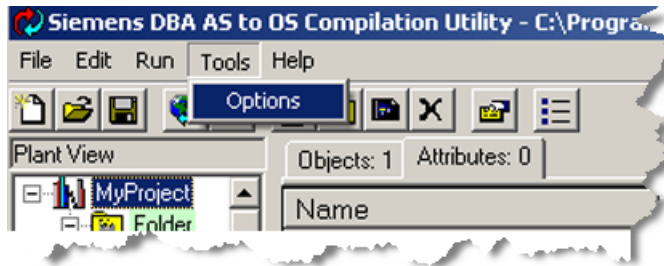 Siemens DBA AS to OS Compilation Utility - C:\Progra
File Edit Run Tools Help
Options
Plant View
Objects: 1 Attributes: 0
MyProject
Name
Folder